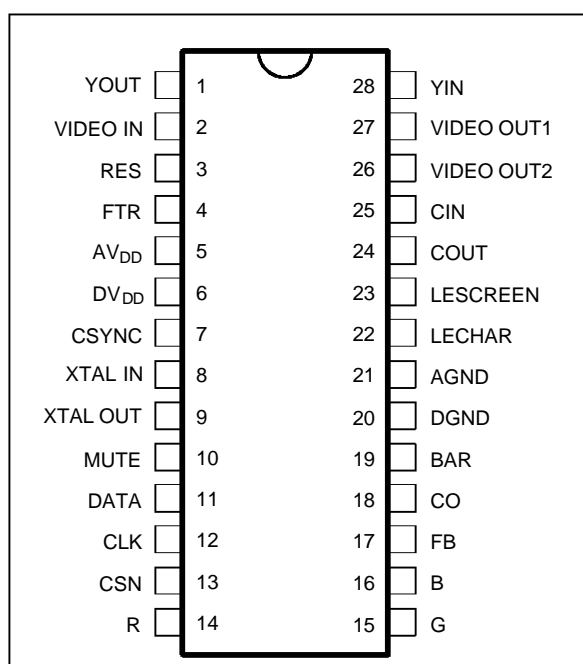 YOUT 1 28 YIN
VIDEO IN 2 27 VIDEO OUT1
RES 3 26 VIDEO OUT2
FTR 4 25 CIN
AVDD 5 24 COUT
DVDD 6 23 LESCREEN
CSYNC 7 22 LECHAR
XTAL IN 8 21 AGND
XTAL OUT 9 20 DGND
MUTE 10 19 BAR
DATA 11 18 CO
CLK 12 17 FB
CSN 13 16 B
R 14 15 G